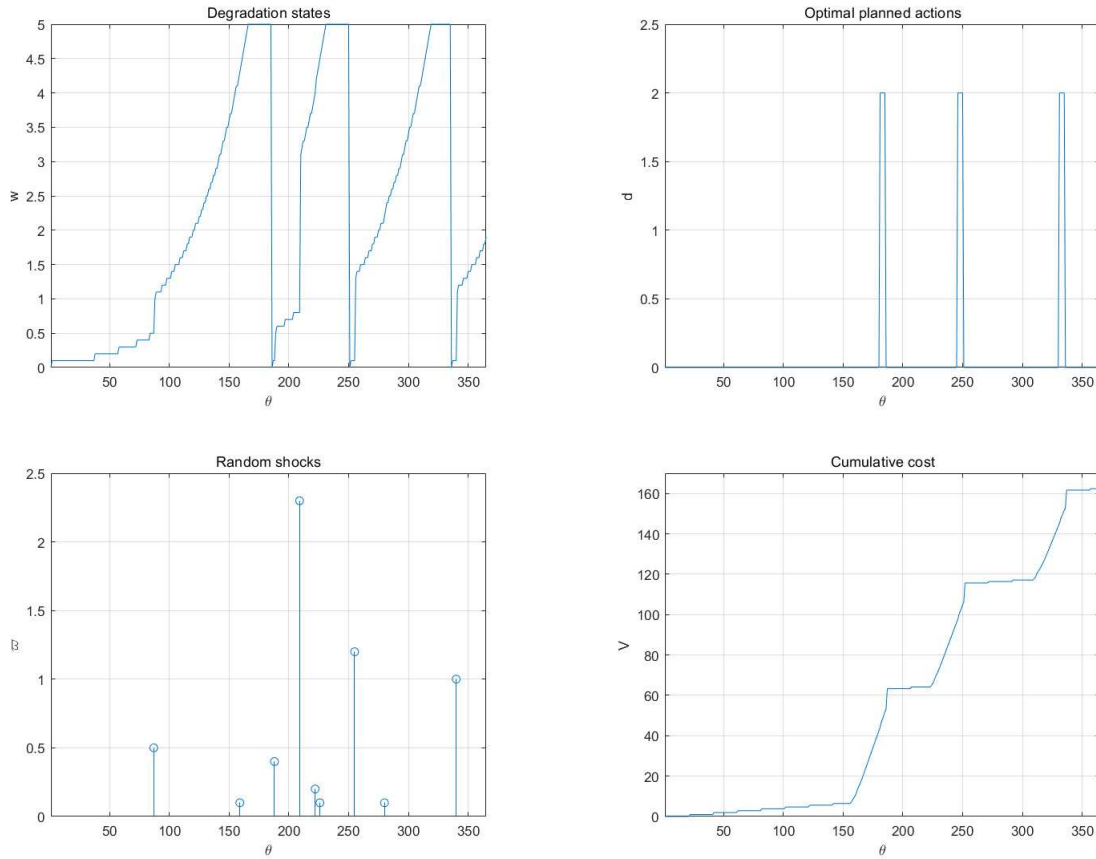 Degradation states
5
4.5
4
3.5
3
2.5
2
1.5
1
0.5
0
w
50 100 150 200 250 300 350
θ
Optimal planned actions
2.5
2
1.5
1
0.5
0
d
50 100 150 200 250 300 350
θ
Random shocks
2.5
2
1.5
1
0.5
0
ϖ
50 100 150 200 250 300 350
θ
Cumulative cost
160
140
120
100
80
60
40
20
0
V
50 100 150 200 250 300 350
θ